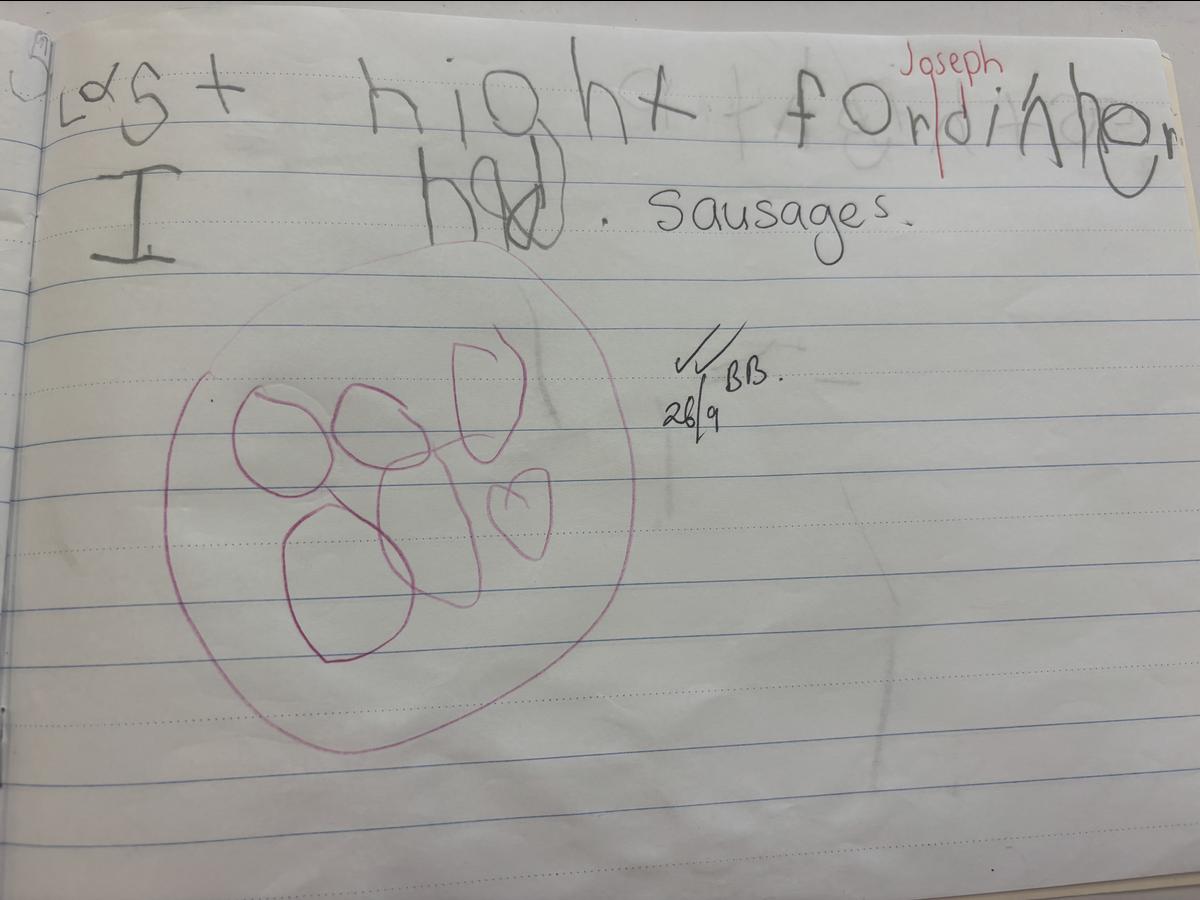 Joseph
Last night for dinner
I had. sausages.
BB.
26/9